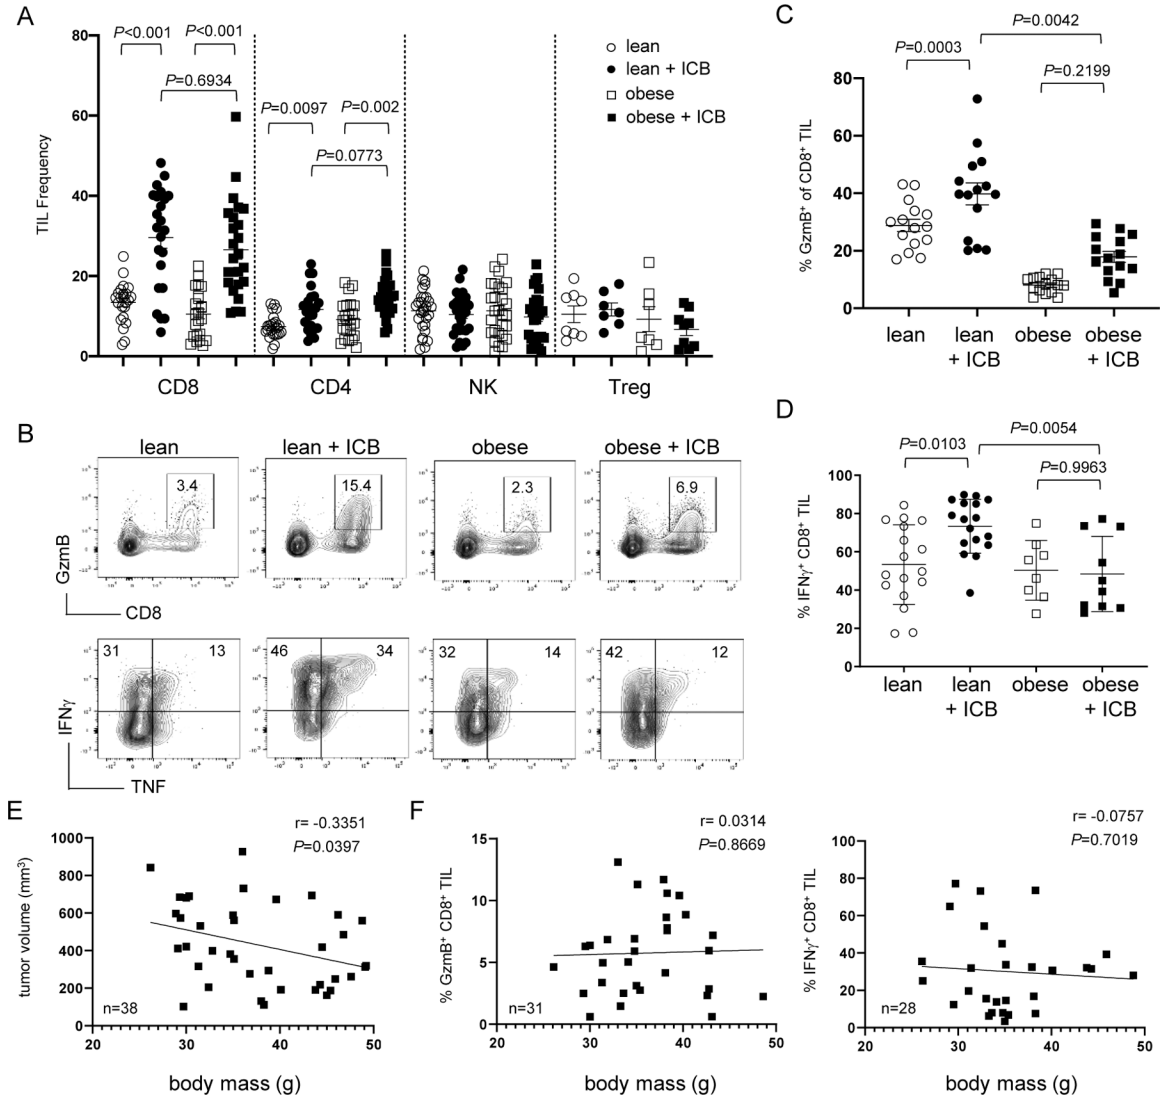 A
TIL Frequency
80
60
40
20
0
P<0.001
P<0.001
P=0.6934
P=0.0097
P=0.002
P=0.0773
lean
lean + ICB
obese
obese + ICB
CD8
CD4
NK
Treg
B
lean
lean + ICB
obese
obese + ICB
3.4
15.4
2.3
6.9
GzmB
CD8
31
13
46
34
32
14
42
12
IFNγ
TNF
C
P=0.0042
P=0.0003
P=0.2199
% GzmB⁺ of CD8⁺ TIL
80
60
40
20
0
lean
lean
+ ICB
obese
obese
+ ICB
D
P=0.0054
P=0.0103
P=0.9963
% IFNγ⁺ CD8⁺ TIL
100
80
60
40
20
0
lean
lean
+ ICB
obese
obese
+ ICB
E
r= -0.3351
P=0.0397
tumor volume (mm³)
1000
800
600
400
200
0
n=38
20
30
40
50
body mass (g)
F
r= 0.0314
P=0.8669
% GzmB⁺ CD8⁺ TIL
15
10
5
0
n=31
20
30
40
50
body mass (g)
r= -0.0757
P=0.7019
% IFNγ⁺ CD8⁺ TIL
100
80
60
40
20
0
n=28
20
30
40
50
body mass (g)